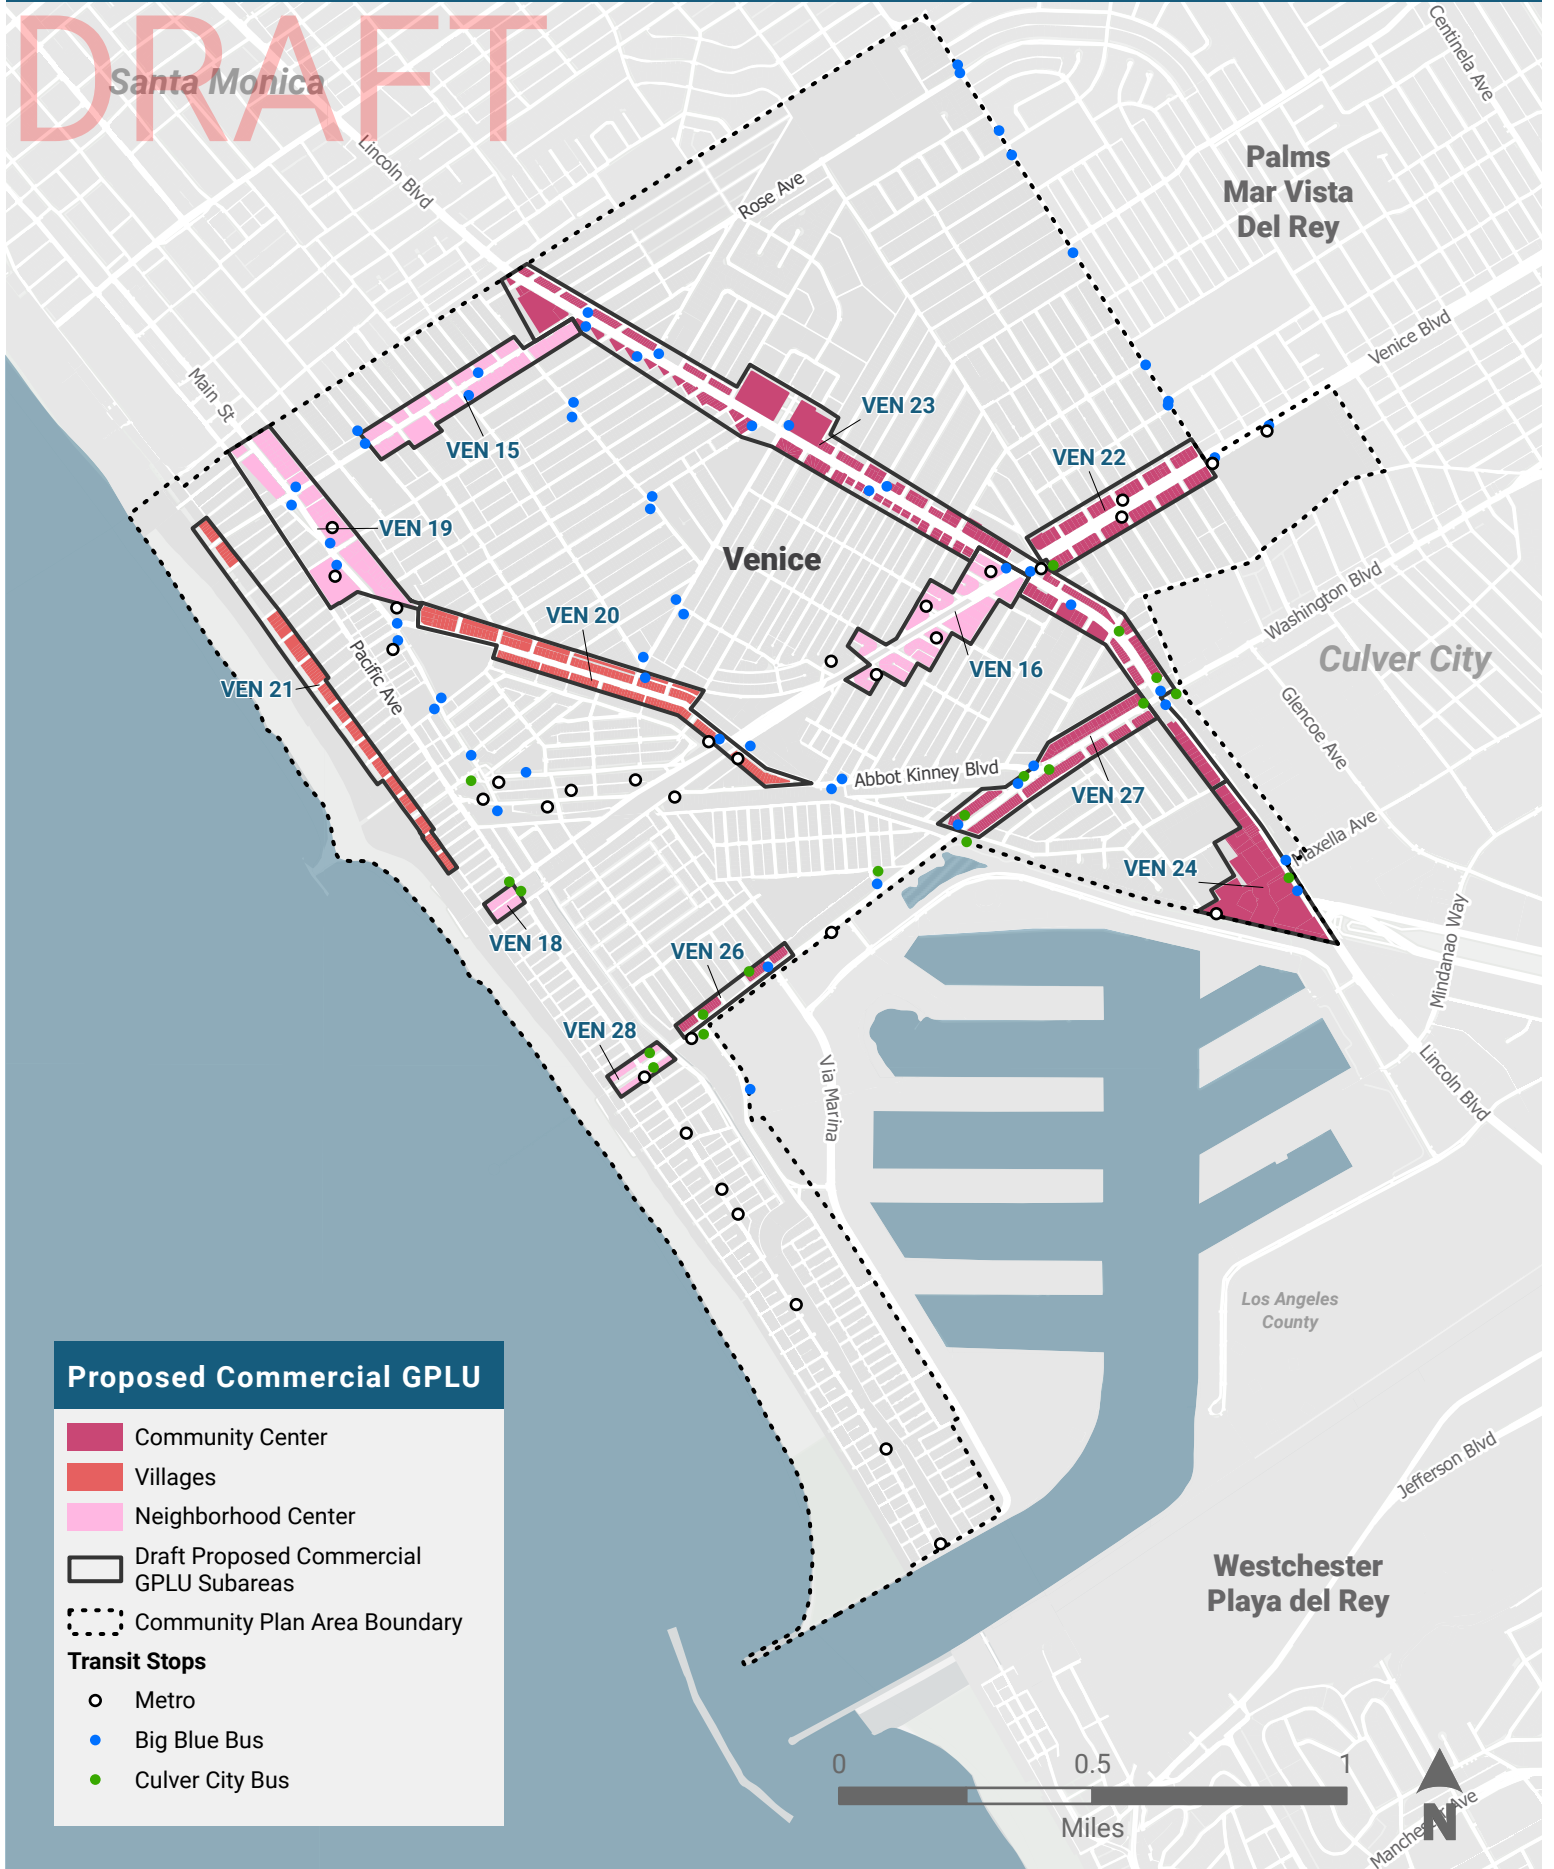 DRAFT
Santa Monica
Centinela Ave
Lincoln Blvd
Palms
Mar Vista
Del Rey
Rose Ave
Venice Blvd
Main St
VEN 23
VEN 15
VEN 22
VEN 19
Venice
Washington Blvd
VEN 20
Culver City
VEN 16
Pacific Ave
VEN 21
Glencoe Ave
Abbot Kinney Blvd
VEN 27
Maxella Ave
VEN 24
VEN 18
VEN 26
Mindanao Way
VEN 28
Via Marina
Lincoln Blvd
Los Angeles
County
Proposed Commercial GPLU
Community Center
Villages
Neighborhood Center
Draft Proposed Commercial
GPLU Subareas
Community Plan Area Boundary
Transit Stops
Metro
Big Blue Bus
Culver City Bus
Jefferson Blvd
Westchester
Playa del Rey
0 0.5 1
Miles
N
Manchester Ave